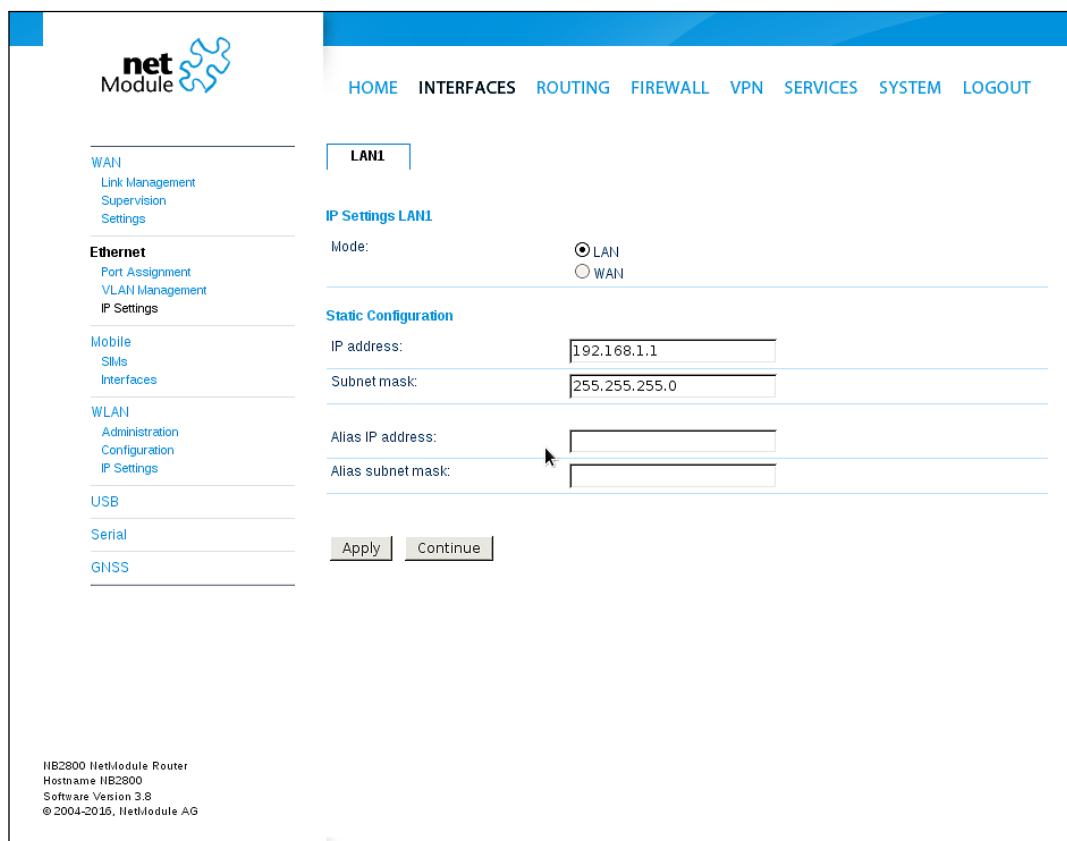 net
Module
HOME INTERFACES ROUTING FIREWALL VPN SERVICES SYSTEM LOGOUT
WAN
Link Management
Supervision
Settings
Ethernet
Port Assignment
VLAN Management
IP Settings
Mobile
SIMs
Interfaces
WLAN
Administration
Configuration
IP Settings
USB
Serial
GNSS
LAN1
IP Settings LAN1
Mode:
LAN
WAN
Static Configuration
IP address: 192.168.1.1
Subnet mask: 255.255.255.0
Alias IP address:
Alias subnet mask:
Apply Continue
NB2800 NetModule Router
Hostname NB2800
Software Version 3.8
© 2004-2016, NetModule AG